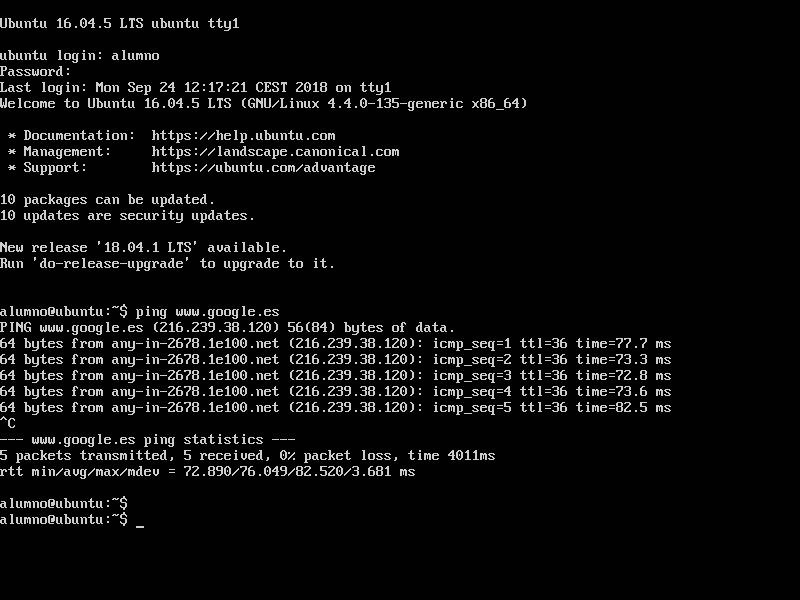 Ubuntu 16.04.5 LTS ubuntu tty1
ubuntu login: alumno
Password:
Last login: Mon Sep 24 12:17:21 CEST 2018 on tty1
Welcome to Ubuntu 16.04.5 LTS (GNU/Linux 4.4.0-135-generic x86_64)
* Documentation:  https://help.ubuntu.com
* Management:     https://landscape.canonical.com
* Support:        https://ubuntu.com/advantage
10 packages can be updated.
10 updates are security updates.
New release '18.04.1 LTS' available.
Run 'do-release-upgrade' to upgrade to it.
alumno@ubuntu:~$ ping www.google.es
PING www.google.es (216.239.38.120) 56(84) bytes of data.
64 bytes from any-in-2678.1e100.net (216.239.38.120): icmp_seq=1 ttl=36 time=77.7 ms
64 bytes from any-in-2678.1e100.net (216.239.38.120): icmp_seq=2 ttl=36 time=73.3 ms
64 bytes from any-in-2678.1e100.net (216.239.38.120): icmp_seq=3 ttl=36 time=72.8 ms
64 bytes from any-in-2678.1e100.net (216.239.38.120): icmp_seq=4 ttl=36 time=73.6 ms
64 bytes from any-in-2678.1e100.net (216.239.38.120): icmp_seq=5 ttl=36 time=82.5 ms
^C
--- www.google.es ping statistics ---
5 packets transmitted, 5 received, 0% packet loss, time 4011ms
rtt min/avg/max/mdev = 72.890/76.049/82.520/3.681 ms
alumno@ubuntu:~$
alumno@ubuntu:~$ _